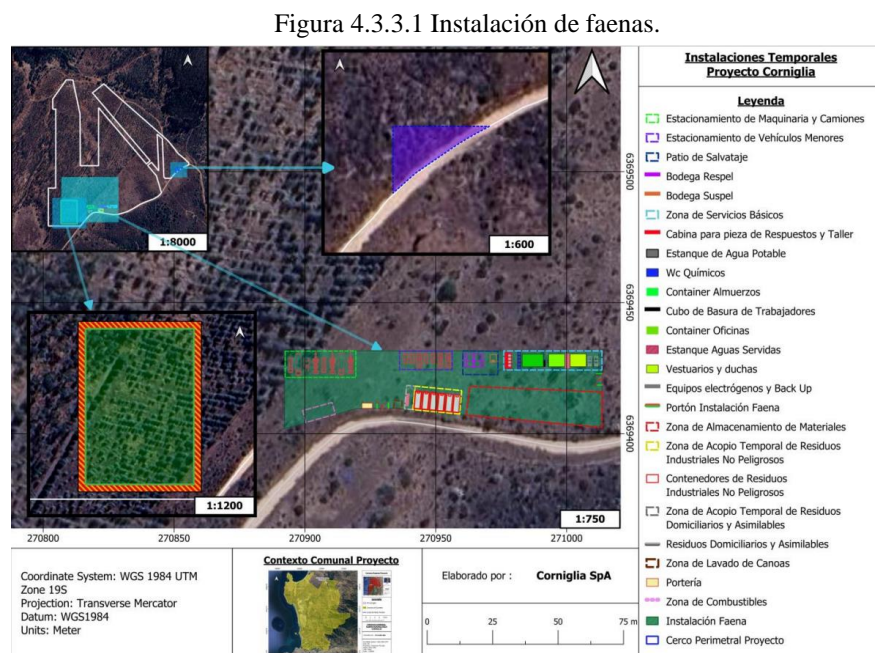 Figura 4.3.3.1 Instalación de faenas.
1:8000
1:600
1:1200
1:750
6369500
6369450
6369400
270800
270850
270900
270950
271000
Instalaciones Temporales
Proyecto Corniglia
Leyenda
Estacionamiento de Maquinaria y Camiones
Estacionamiento de Vehículos Menores
Patio de Salvataje
Bodega Respel
Bodega Suspel
Zona de Servicios Básicos
Cabina para pieza de Respuestos y Taller
Estanque de Agua Potable
Wc Químicos
Container Almuerzos
Cubo de Basura de Trabajadores
Container Oficinas
Estanque Aguas Servidas
Vestuarios y duchas
Equipos electrógenos y Back Up
Portón Instalación Faena
Zona de Almacenamiento de Materiales
Zona de Acopio Temporal de Residuos
Industriales No Peligrosos
Contenedores de Residuos
Industriales No Peligrosos
Zona de Acopio Temporal de Residuos
Domiciliarios y Asimilables
Residuos Domiciliarios y Asimilables
Zona de Lavado de Canoas
Portería
Zona de Combustibles
Instalación Faena
Cerco Perimetral Proyecto
Coordinate System: WGS 1984 UTM
Zone 19S
Projection: Transverse Mercator
Datum: WGS1984
Units: Meter
Contexto Comunal Proyecto
Elaborado por : Corniglia SpA
0 25 50 75 m